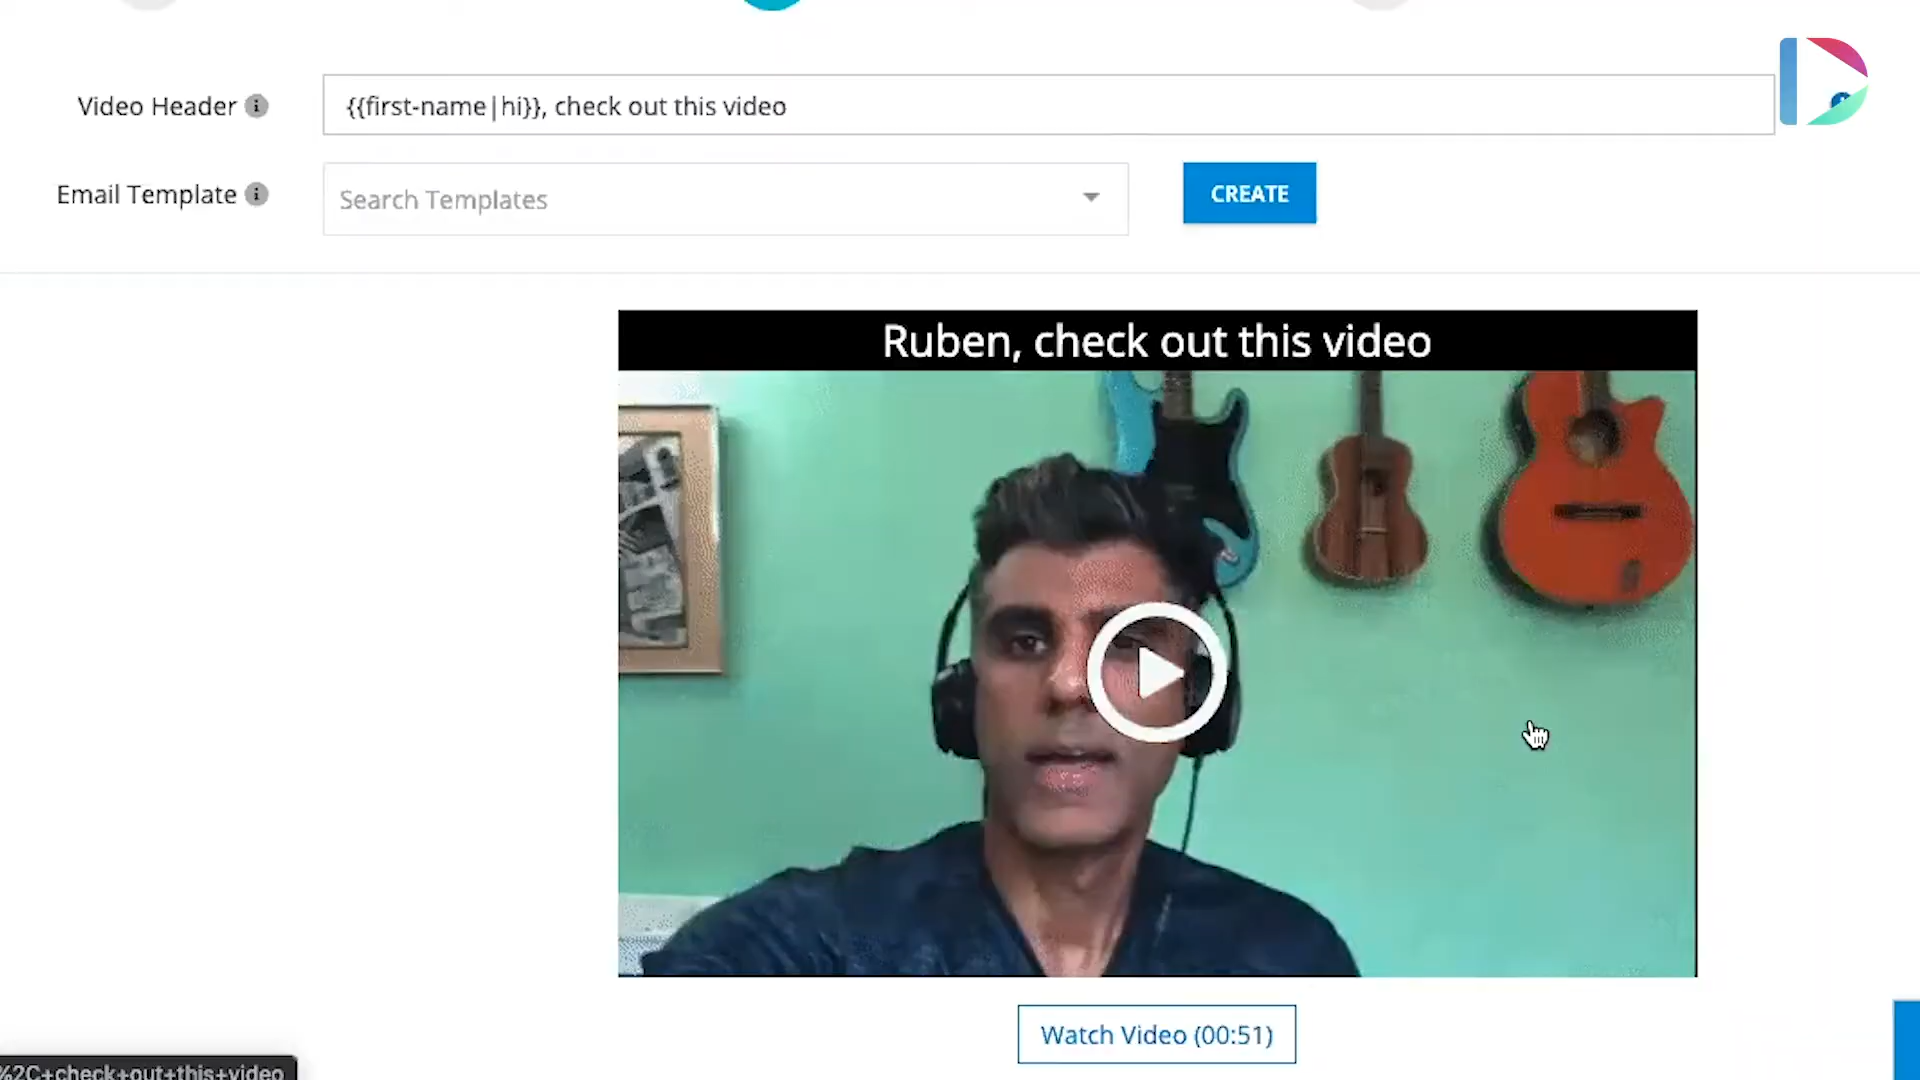 Video Header
{{first-name|hi}}, check out this video
Email Template
Search Templates
CREATE
Ruben, check out this video
Watch Video (00:51)
%2C+check+out+this+video